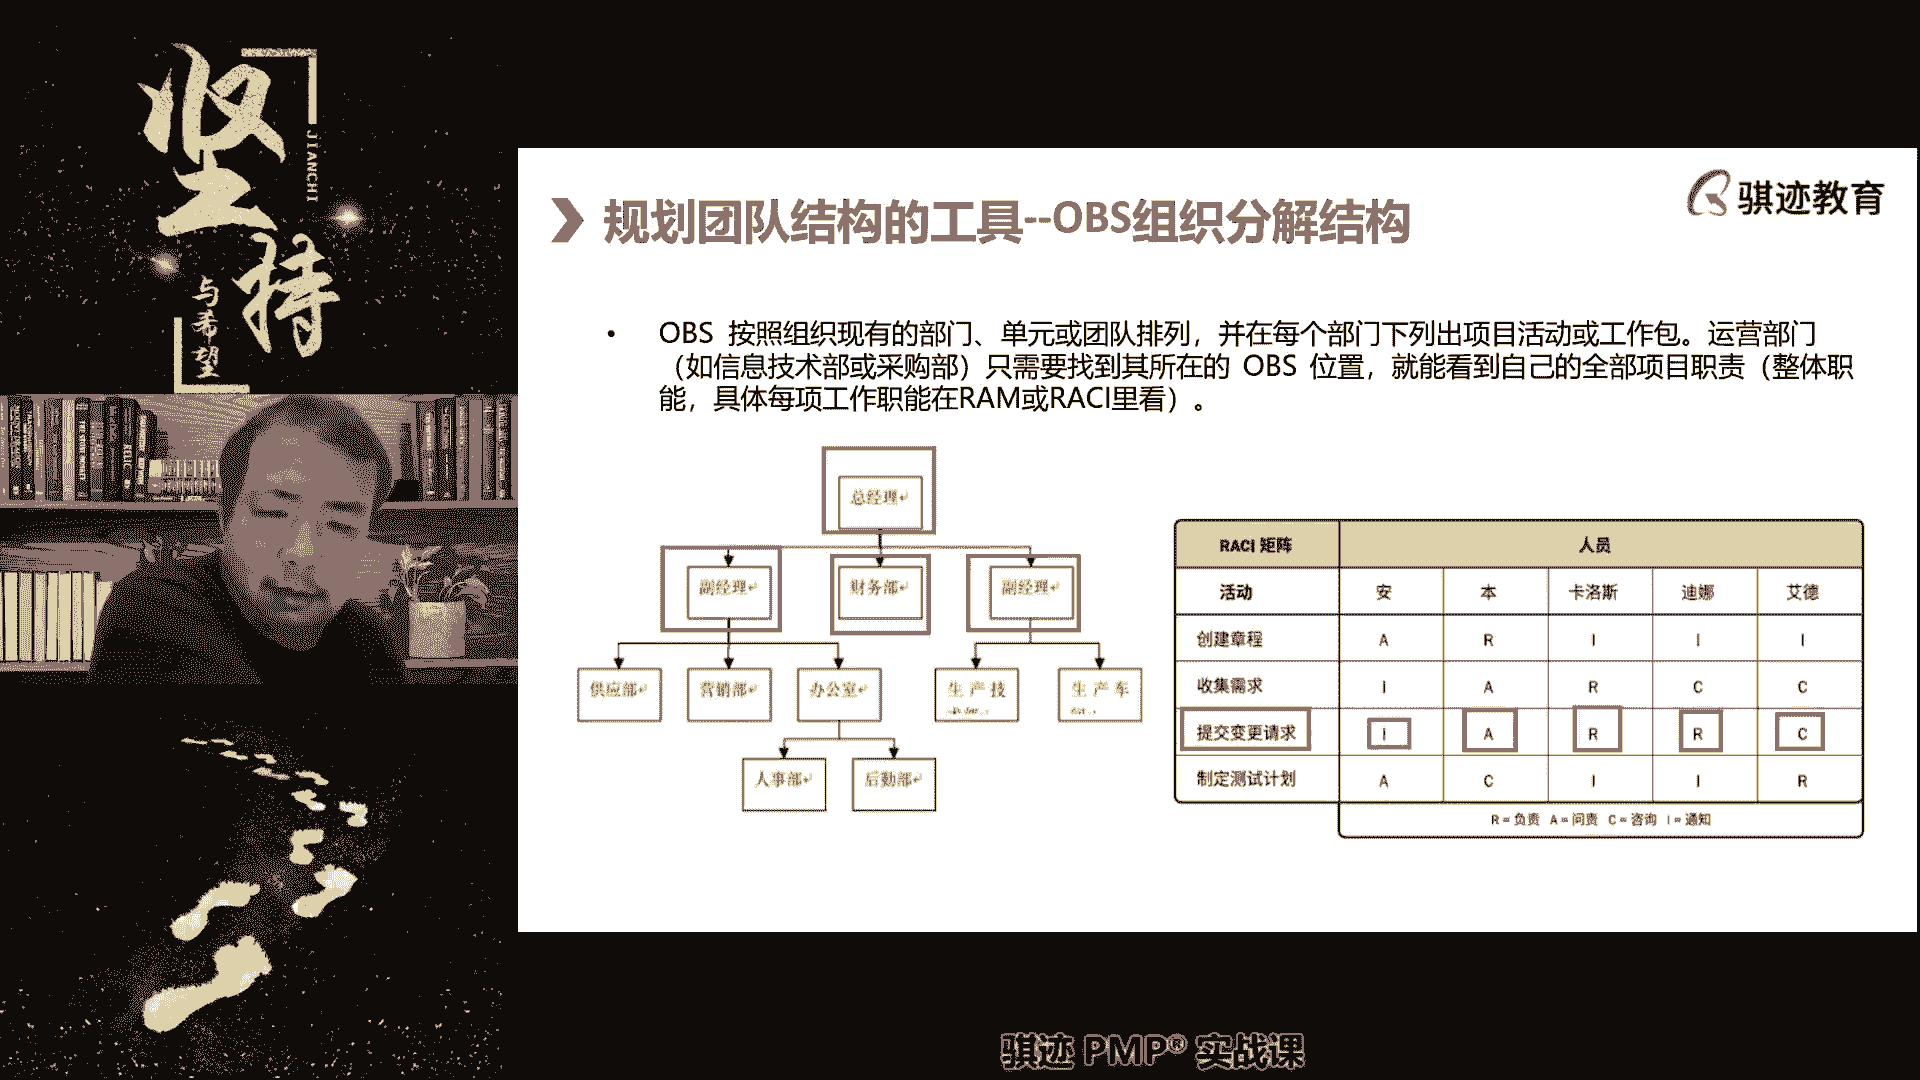 坚持
JIANCHI
与希望
骐迹教育
规划团队结构的工具--OBS组织分解结构
• OBS 按照组织现有的部门、单元或团队排列，并在每个部门下列出项目活动或工作包。运营部门
（如信息技术部或采购部）只需要找到其所在的 OBS 位置，就能看到自己的全部项目职责（整体职
能，具体每项工作职能在RAM或RACI里看）。
总经理
副经理 财务部 副经理
供应部 营销部 办公室 生产技 生产车
人事部 后勤部
RACI 矩阵 人员
活动 安 本 卡洛斯 迪娜 艾德
创建章程 A R I I I
收集需求 I A R C C
提交变更请求 I A R R C
制定测试计划 A C I I R
R = 负责 A = 问责 C = 咨询 I = 通知
骐迹 PMP® 实战课